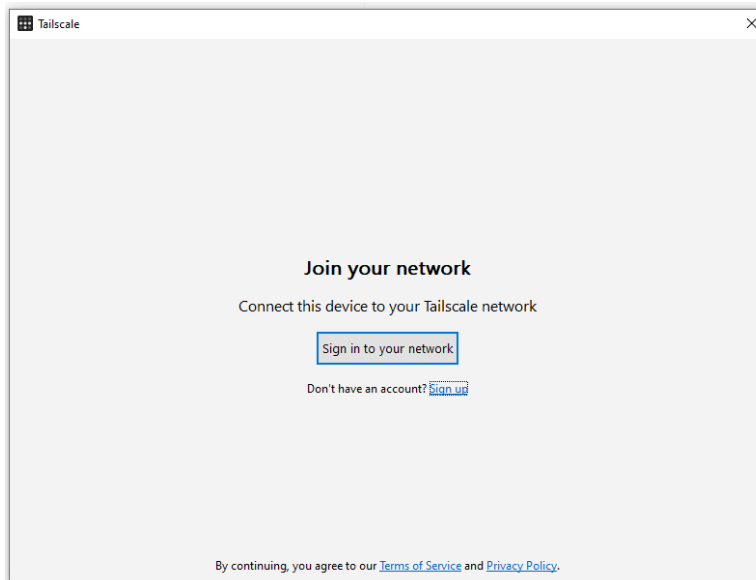 Tailscale
Join your network
Connect this device to your Tailscale network
Sign in to your network
Don't have an account? Sign up
By continuing, you agree to our Terms of Service and Privacy Policy.